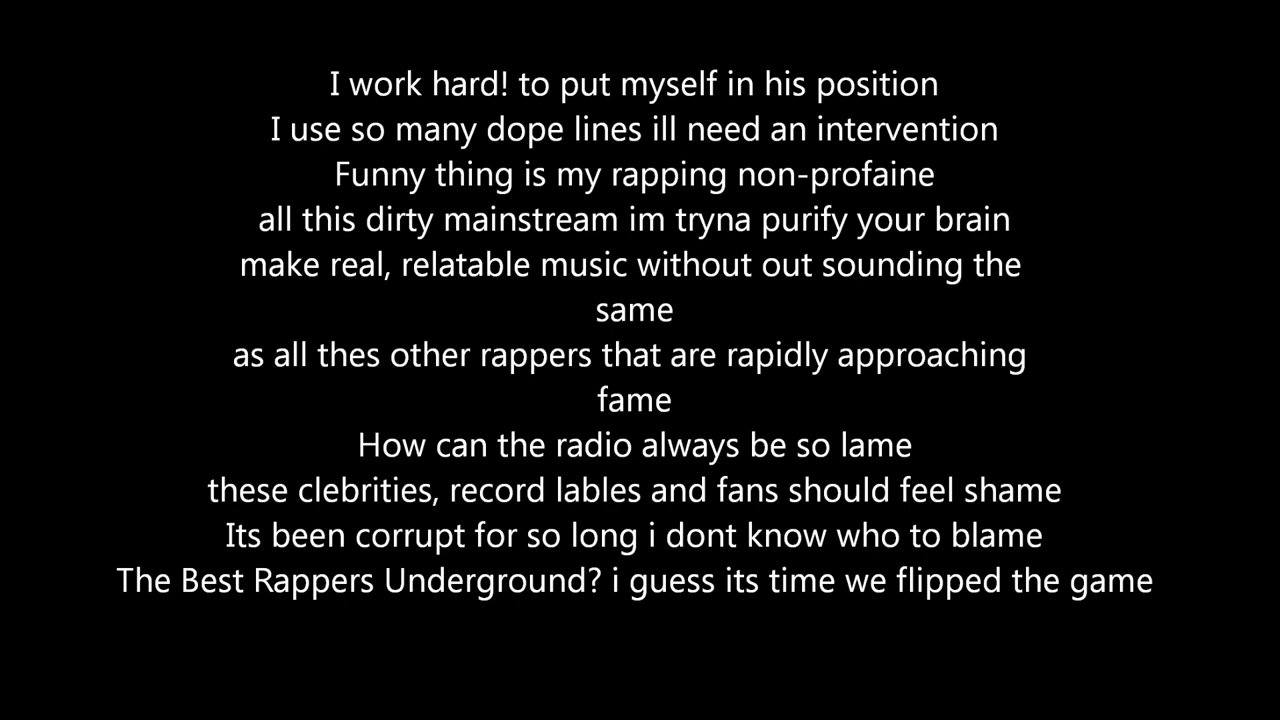 I work hard! to put myself in his position
I use so many dope lines ill need an intervention
Funny thing is my rapping non-profaine
all this dirty mainstream im tryna purify your brain
make real, relatable music without out sounding the
same
as all thes other rappers that are rapidly approaching
fame
How can the radio always be so lame
these clebrities, record lables and fans should feel shame
Its been corrupt for so long i dont know who to blame
The Best Rappers Underground? i guess its time we flipped the game